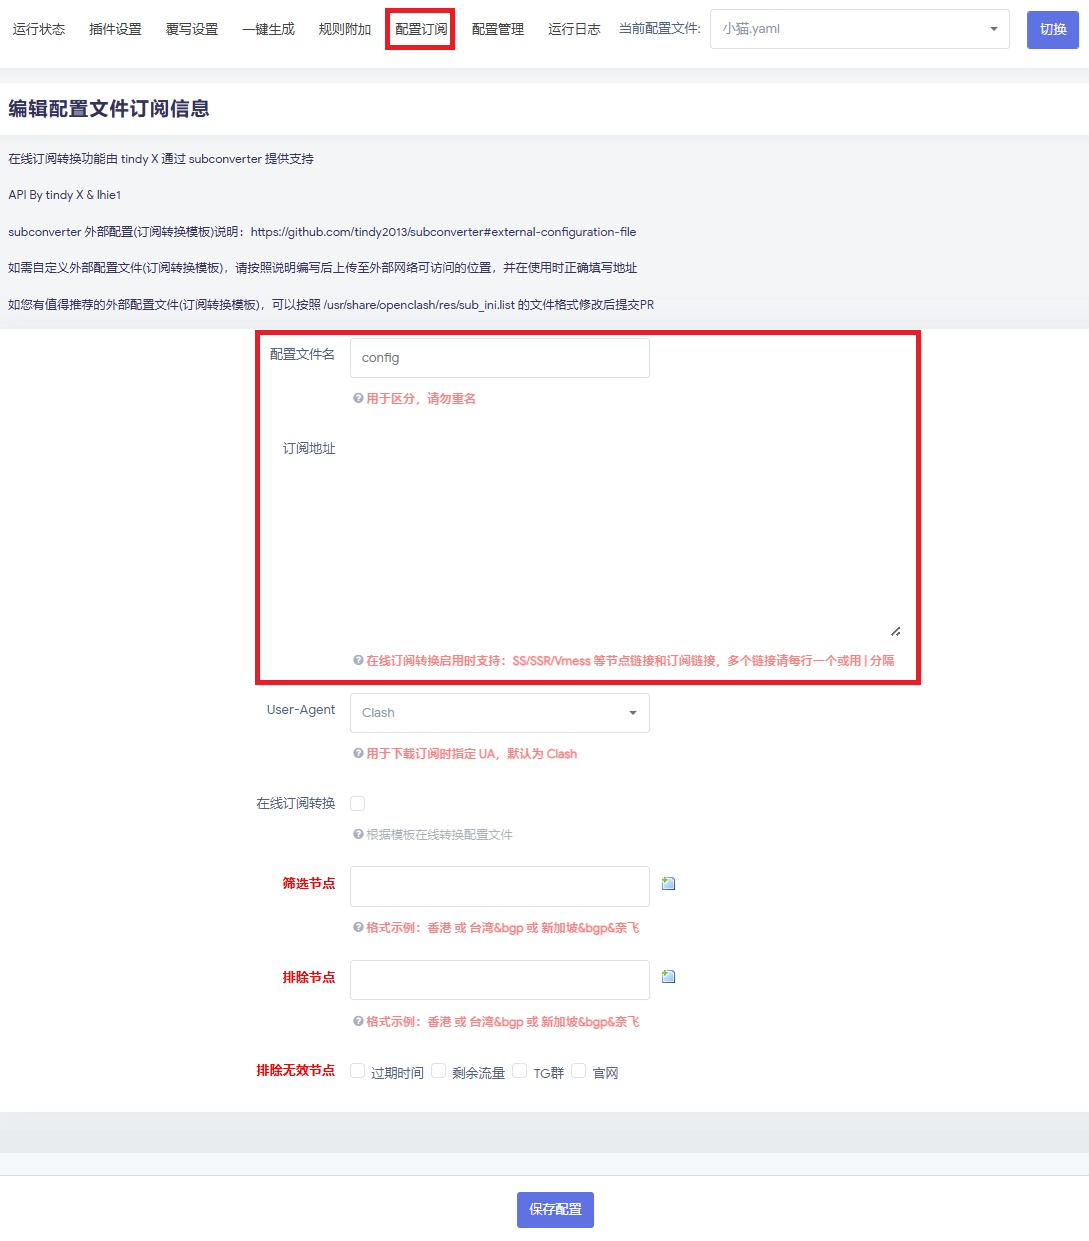 运行状态 插件设置 覆写设置 一键生成 规则附加 配置订阅 配置管理 运行日志 当前配置文件: 小猫.yaml 切换
编辑配置文件订阅信息
在线订阅转换功能由 tindy X 通过 subconverter 提供支持
API By tindy X & lhie1
subconverter 外部配置(订阅转换模板)说明：https://github.com/tindy2013/subconverter#external-configuration-file
如需自定义外部配置文件(订阅转换模板)，请按照说明编写后上传至外部网络可访问的位置，并在使用时正确填写地址
如您有值得推荐的外部配置文件(订阅转换模板)，可以按照 /usr/share/openclash/res/sub_ini.list 的文件格式修改后提交PR
配置文件名 config
用于区分，请勿重名
订阅地址
在线订阅转换启用时支持：SS/SSR/Vmess 等节点链接和订阅链接，多个链接请每行一个或用 | 分隔
User-Agent Clash
用于下载订阅时指定 UA，默认为 Clash
在线订阅转换
根据模板在线转换配置文件
筛选节点
格式示例：香港 或 台湾&bgp 或 新加坡&bgp&奈飞
排除节点
格式示例：香港 或 台湾&bgp 或 新加坡&bgp&奈飞
排除无效节点 过期时间 剩余流量 TG群 官网
保存配置